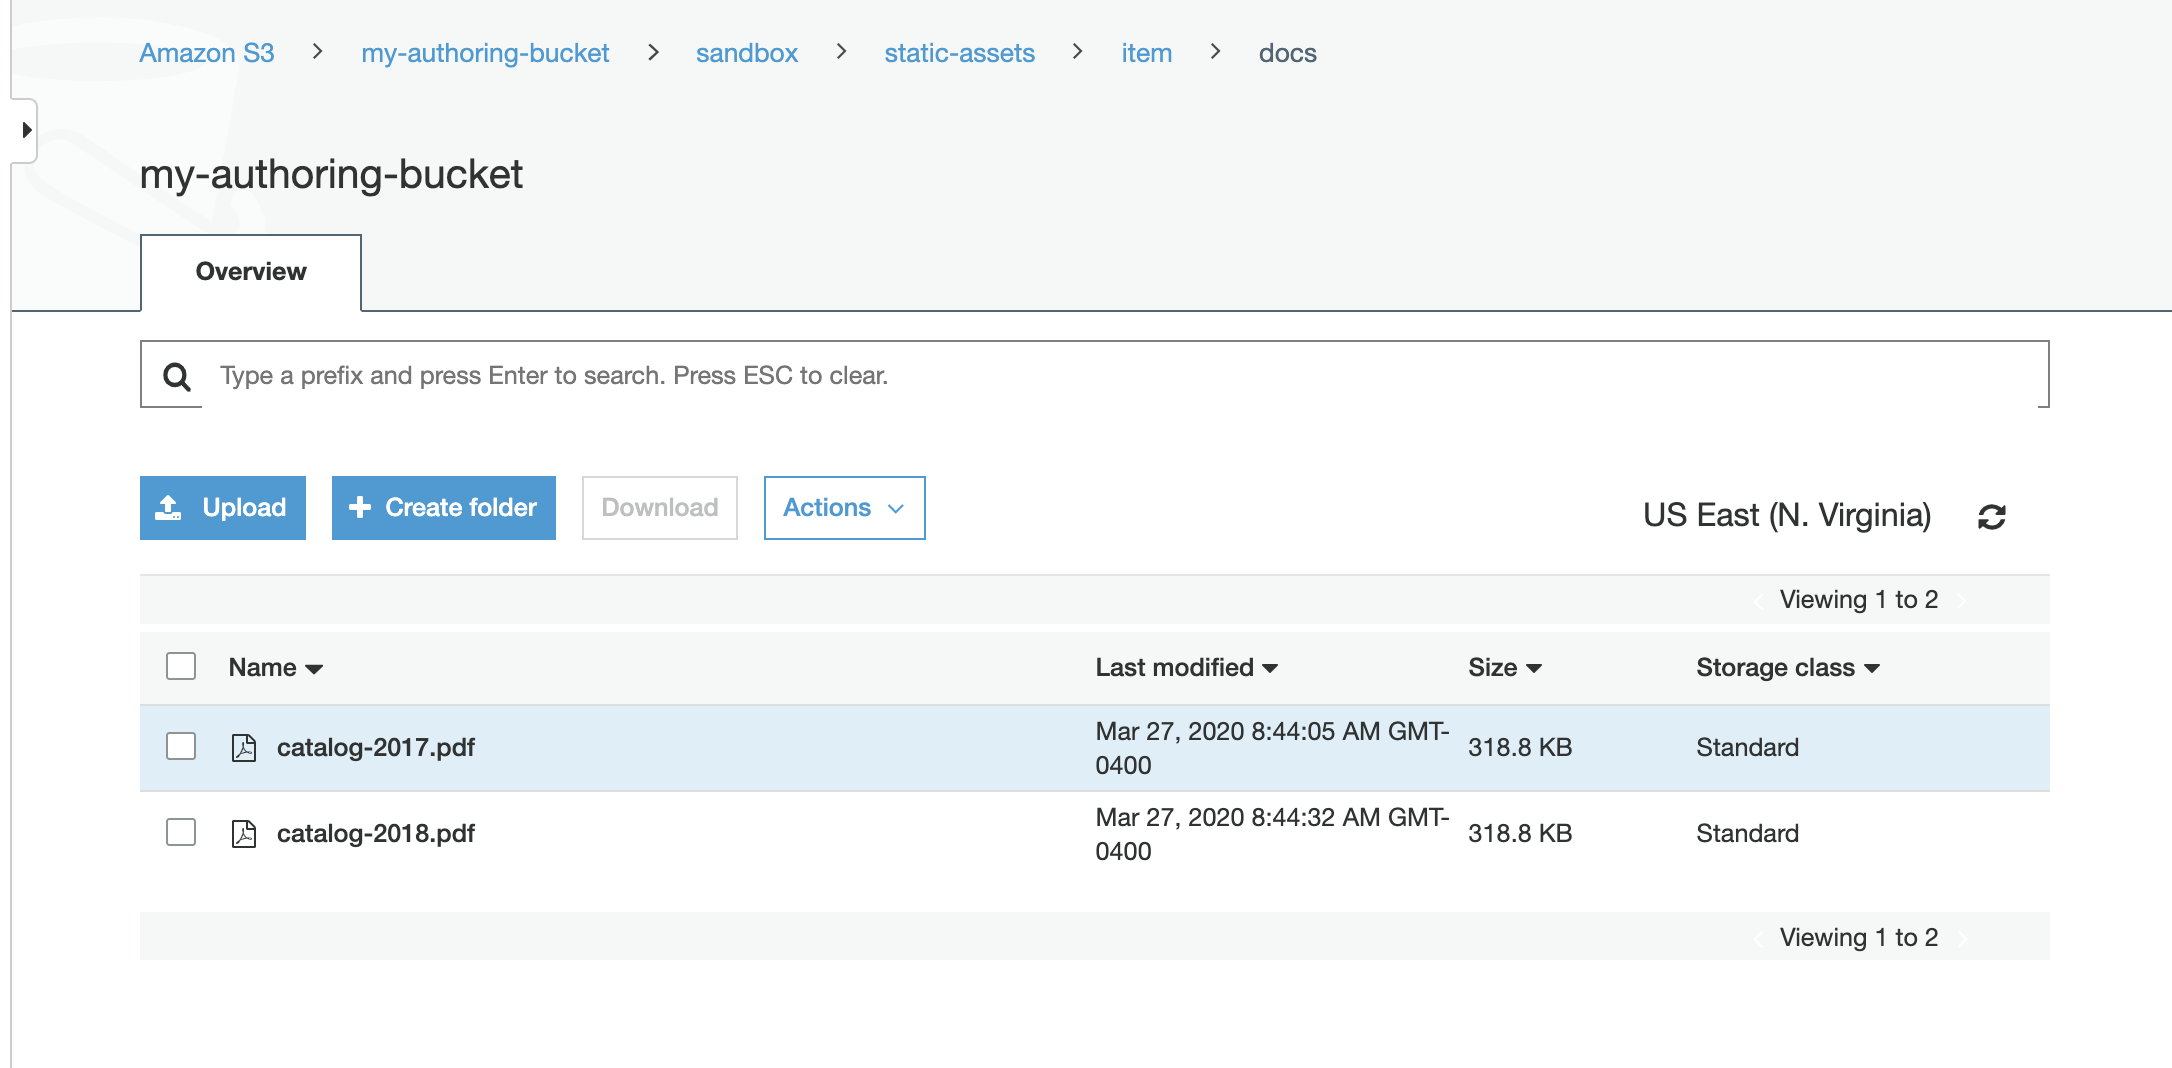 Amazon S3 > my-authoring-bucket > sandbox > static-assets > item > docs
my-authoring-bucket
Overview
Type a prefix and press Enter to search. Press ESC to clear.
Upload Create folder Download Actions US East (N. Virginia)
Viewing 1 to 2
Name Last modified Size Storage class
catalog-2017.pdf Mar 27, 2020 8:44:05 AM GMT- 318.8 KB Standard
0400
catalog-2018.pdf Mar 27, 2020 8:44:32 AM GMT- 318.8 KB Standard
0400
Viewing 1 to 2